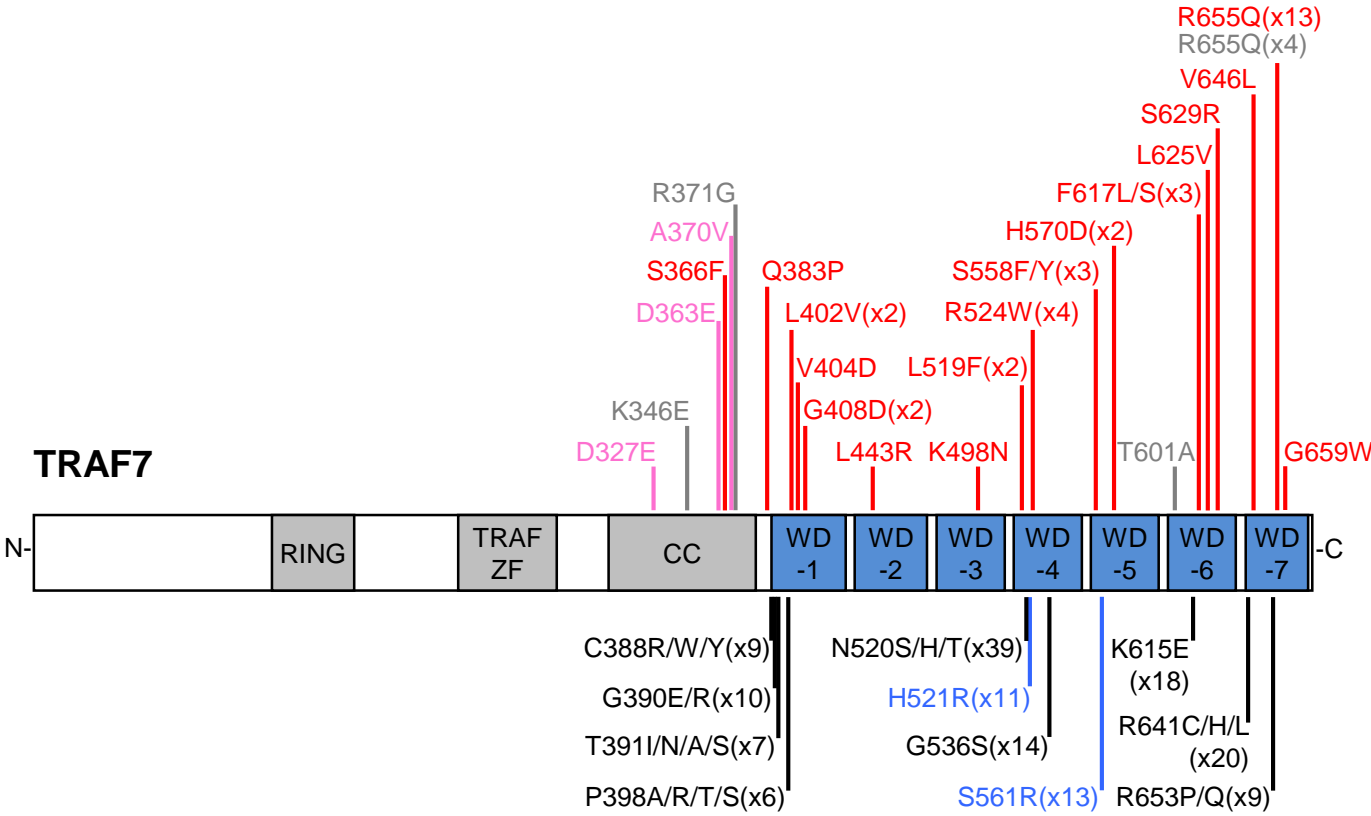 R655Q(x13)
R655Q(x4)
V646L
S629R
L625V
R371G
F617L/S(x3)
A370V
H570D(x2)
S366F
Q383P
S558F/Y(x3)
D363E
L402V(x2)
R524W(x4)
V404D
L519F(x2)
K346E
G408D(x2)
TRAF7
D327E
L443R
K498N
T601A
G659W
N-
RING
TRAF
ZF
CC
WD
-1
WD
-2
WD
-3
WD
-4
WD
-5
WD
-6
WD
-7
-C
C388R/W/Y(x9)
N520S/H/T(x39)
K615E
(x18)
G390E/R(x10)
H521R(x11)
T391I/N/A/S(x7)
G536S(x14)
R641C/H/L
(x20)
P398A/R/T/S(x6)
S561R(x13)
R653P/Q(x9)